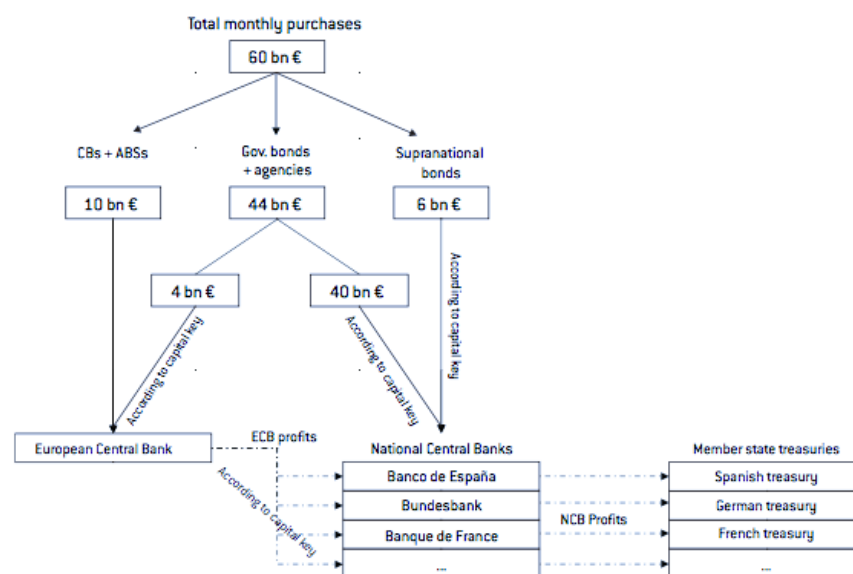 Total monthly purchases
60 bn €
CBs + ABSs
Gov. bonds
+ agencies
Supranational
bonds
10 bn €
44 bn €
6 bn €
4 bn €
40 bn €
According to capital key
According to capital key
According to capital key
European Central Bank
ECB profits
According to capital key
National Central Banks
Banco de España
Bundesbank
Banque de France
....
NCB Profits
Member state treasuries
Spanish treasury
German treasury
French treasury
....